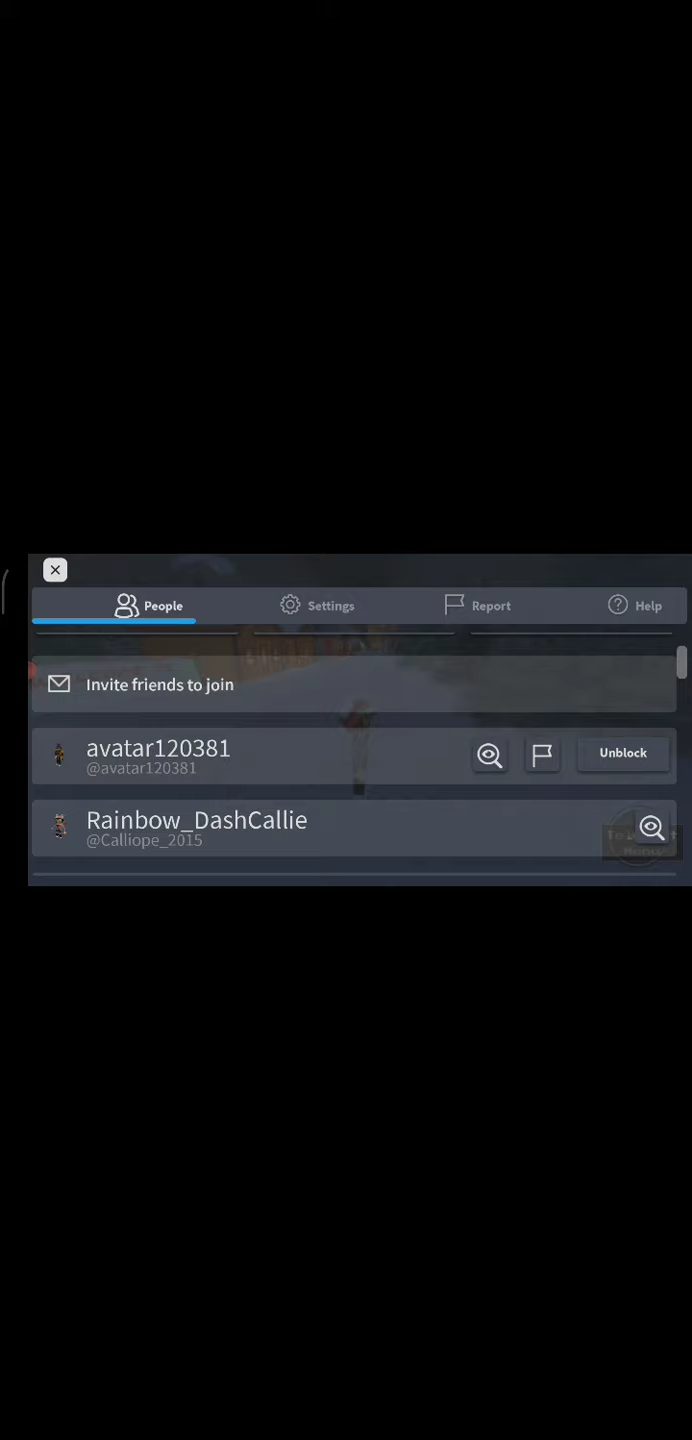 People
Settings
Report
Help
Invite friends to join
avatar120381
@avatar120381
Unblock
Rainbow_DashCallie
@Calliope_2015